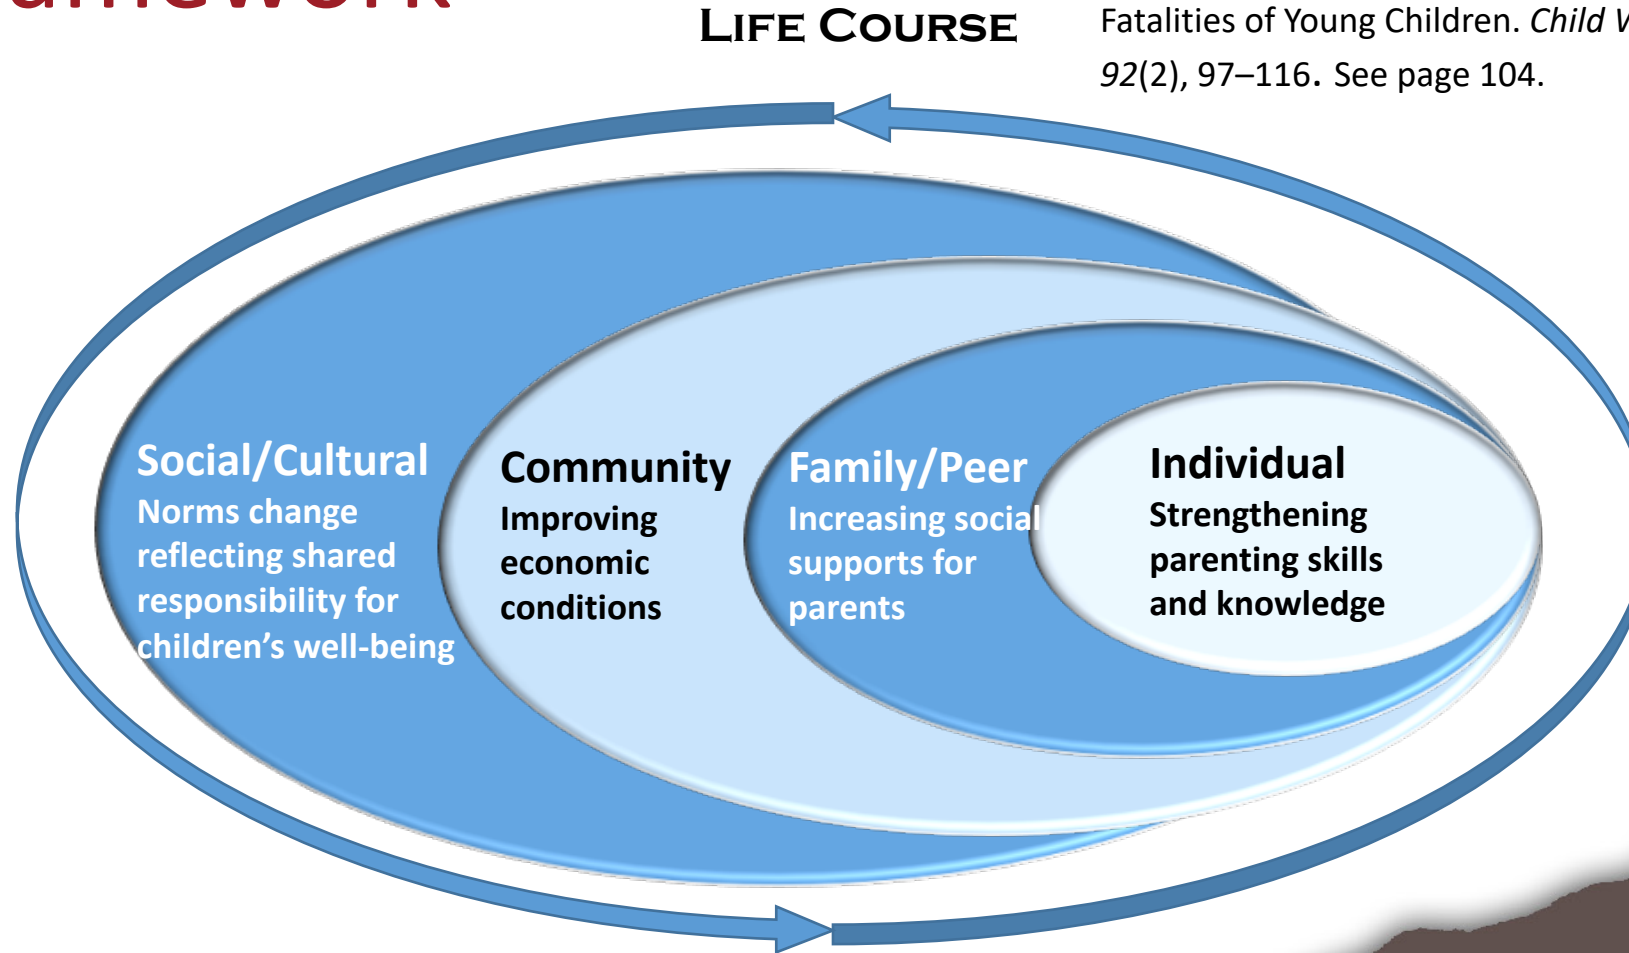 LIFE COURSE
Fatalities of Young Children. Child
92(2), 97–116. See page 104.
Social/Cultural
Norms change
reflecting shared
responsibility for
children's well-being
Community
Improving
economic
conditions
Family/Peer
Increasing social
supports for
parents
Individual
Strengthening
parenting skills
and knowledge